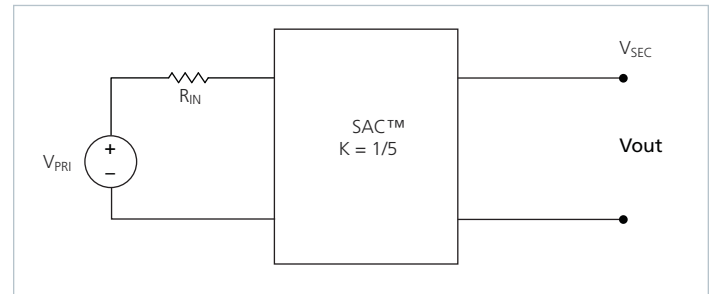 V_SEC
R_IN
SAC™
K = 1/5
V_PRI
+
–
Vout